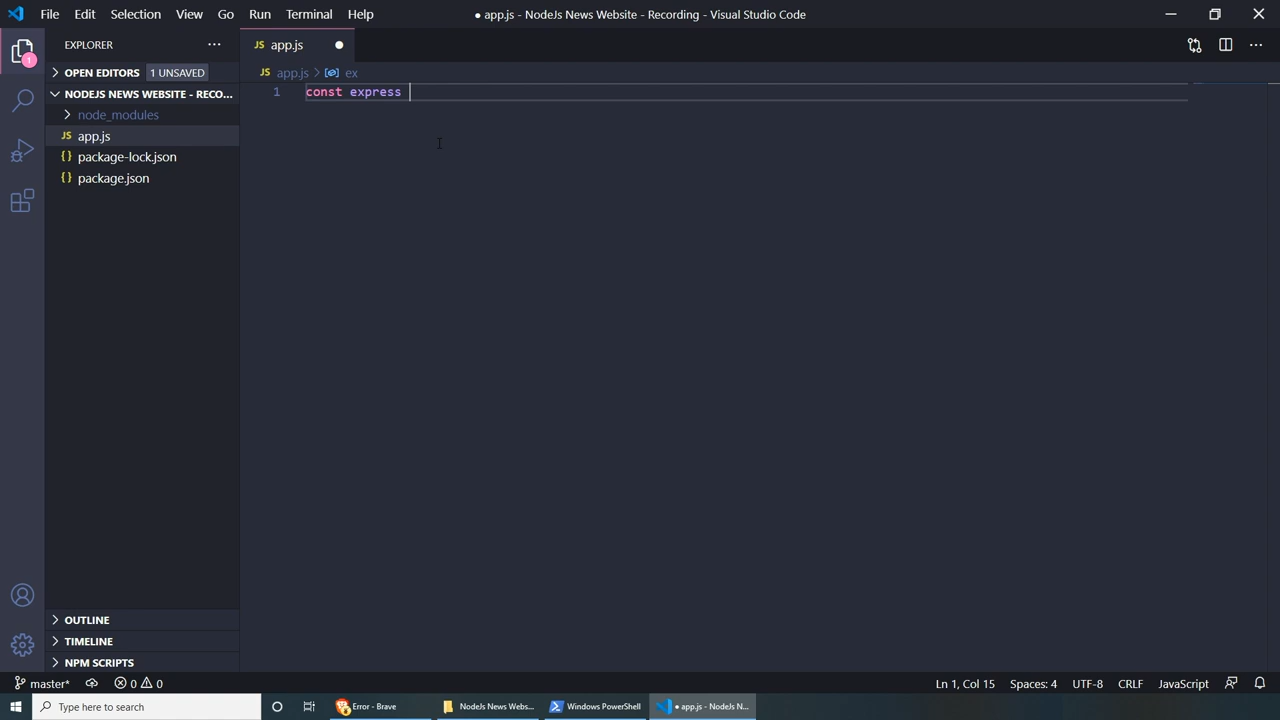 File Edit Selection View Go Run Terminal Help
● app.js - NodeJs News Website - Recording - Visual Studio Code
EXPLORER ...
JS app.js ●
OPEN EDITORS 1 UNSAVED
JS app.js > ex
NODEJS NEWS WEBSITE - RECO...
1 const express
node_modules
JS app.js
{} package-lock.json
{} package.json
1
OUTLINE
TIMELINE
NPM SCRIPTS
master* 0 0 Ln 1, Col 15 Spaces: 4 UTF-8 CRLF JavaScript
Type here to search Error - Brave NodeJs News Webs... Windows PowerShell ● app.js - NodeJs N...